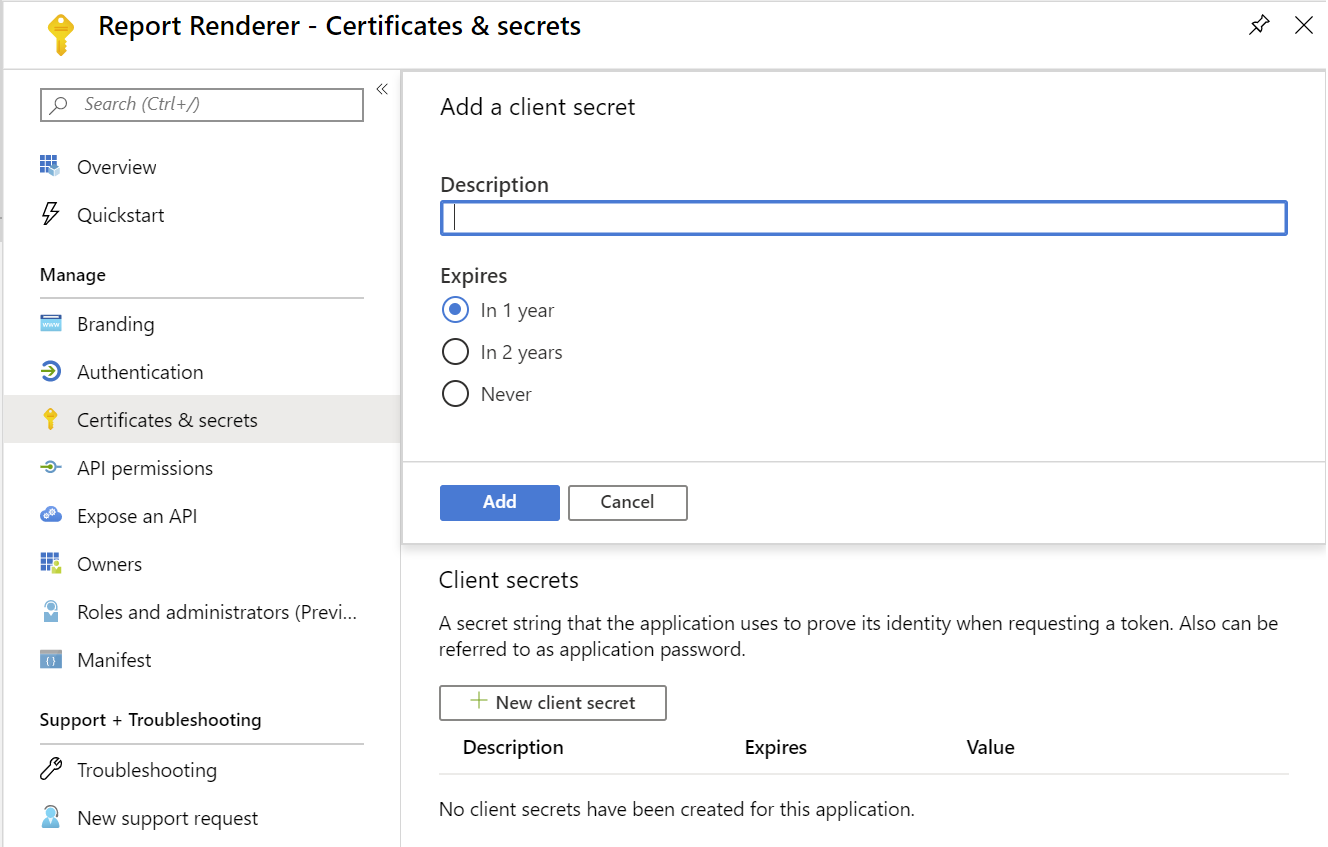 Report Renderer - Certificates & secrets
Search (Ctrl+/)
Overview
Quickstart
Manage
Branding
Authentication
Certificates & secrets
API permissions
Expose an API
Owners
Roles and administrators (Previ...
Manifest
Support + Troubleshooting
Troubleshooting
New support request
Add a client secret
Description
Expires
In 1 year
In 2 years
Never
Add
Cancel
Client secrets
A secret string that the application uses to prove its identity when requesting a token. Also can be
referred to as application password.
New client secret
Description Expires Value
No client secrets have been created for this application.